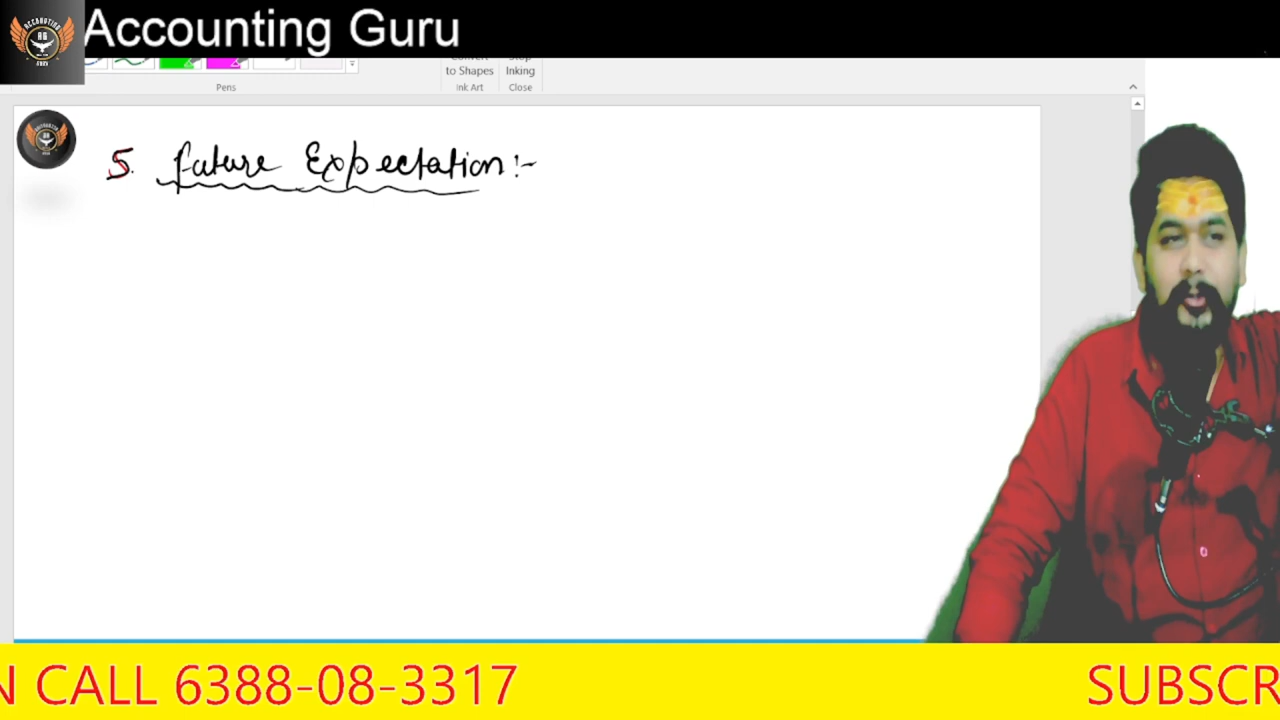 Accounting Guru
to Shapes
Inking
Pens
Ink Art
Close
5. Future Expectation :-
N CALL 6388-08-3317
SUBSCR